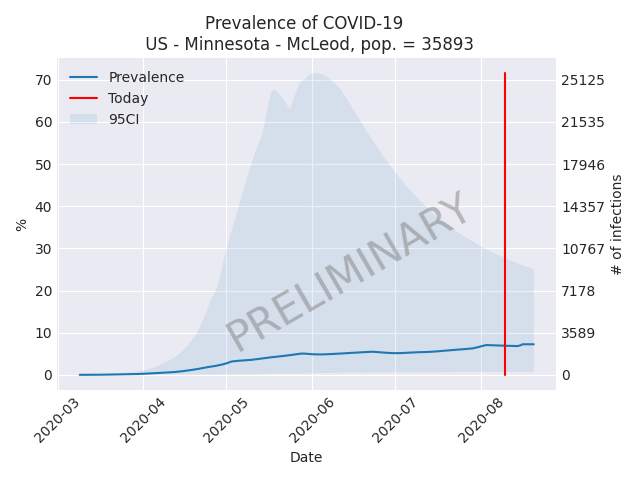 Prevalence of COVID-19
US - Minnesota - McLeod, pop. = 35893
Prevalence
Today
95CI
70
60
50
40
30
20
10
0
%
25125
21535
17946
14357
10767
7178
3589
0
# of infections
PRELIMINARY
2020-03
2020-04
2020-05
2020-06
2020-07
2020-08
Date